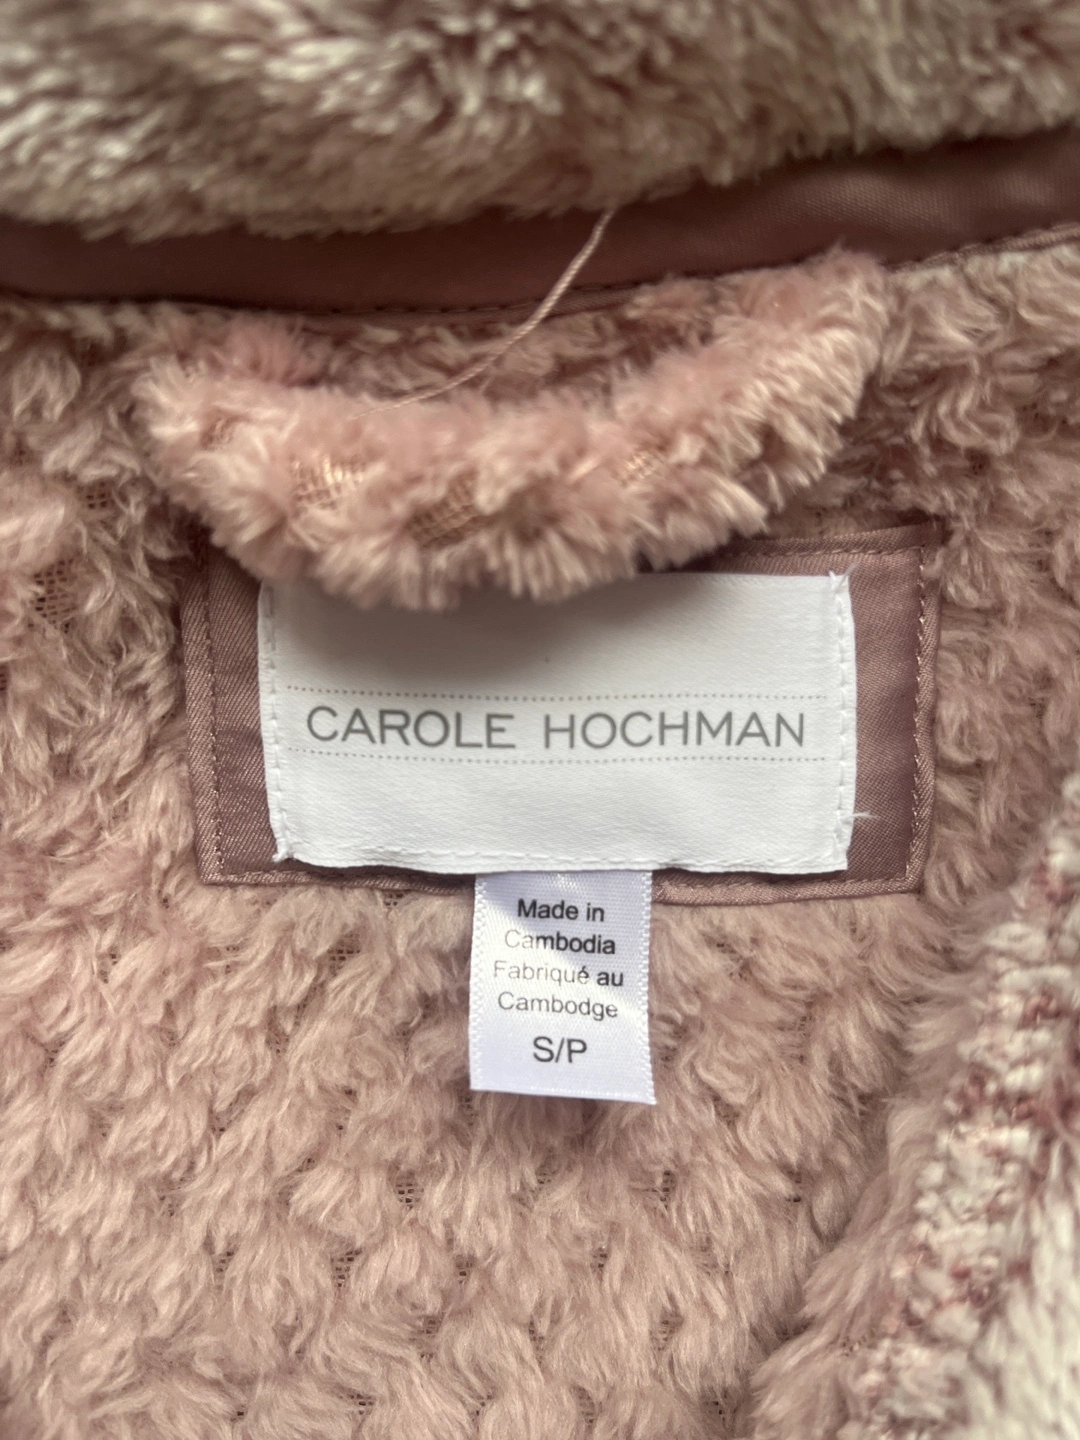 CAROLE HOCHMAN
Made in
Cambodia
Fabriqué au
Cambodge
S/P